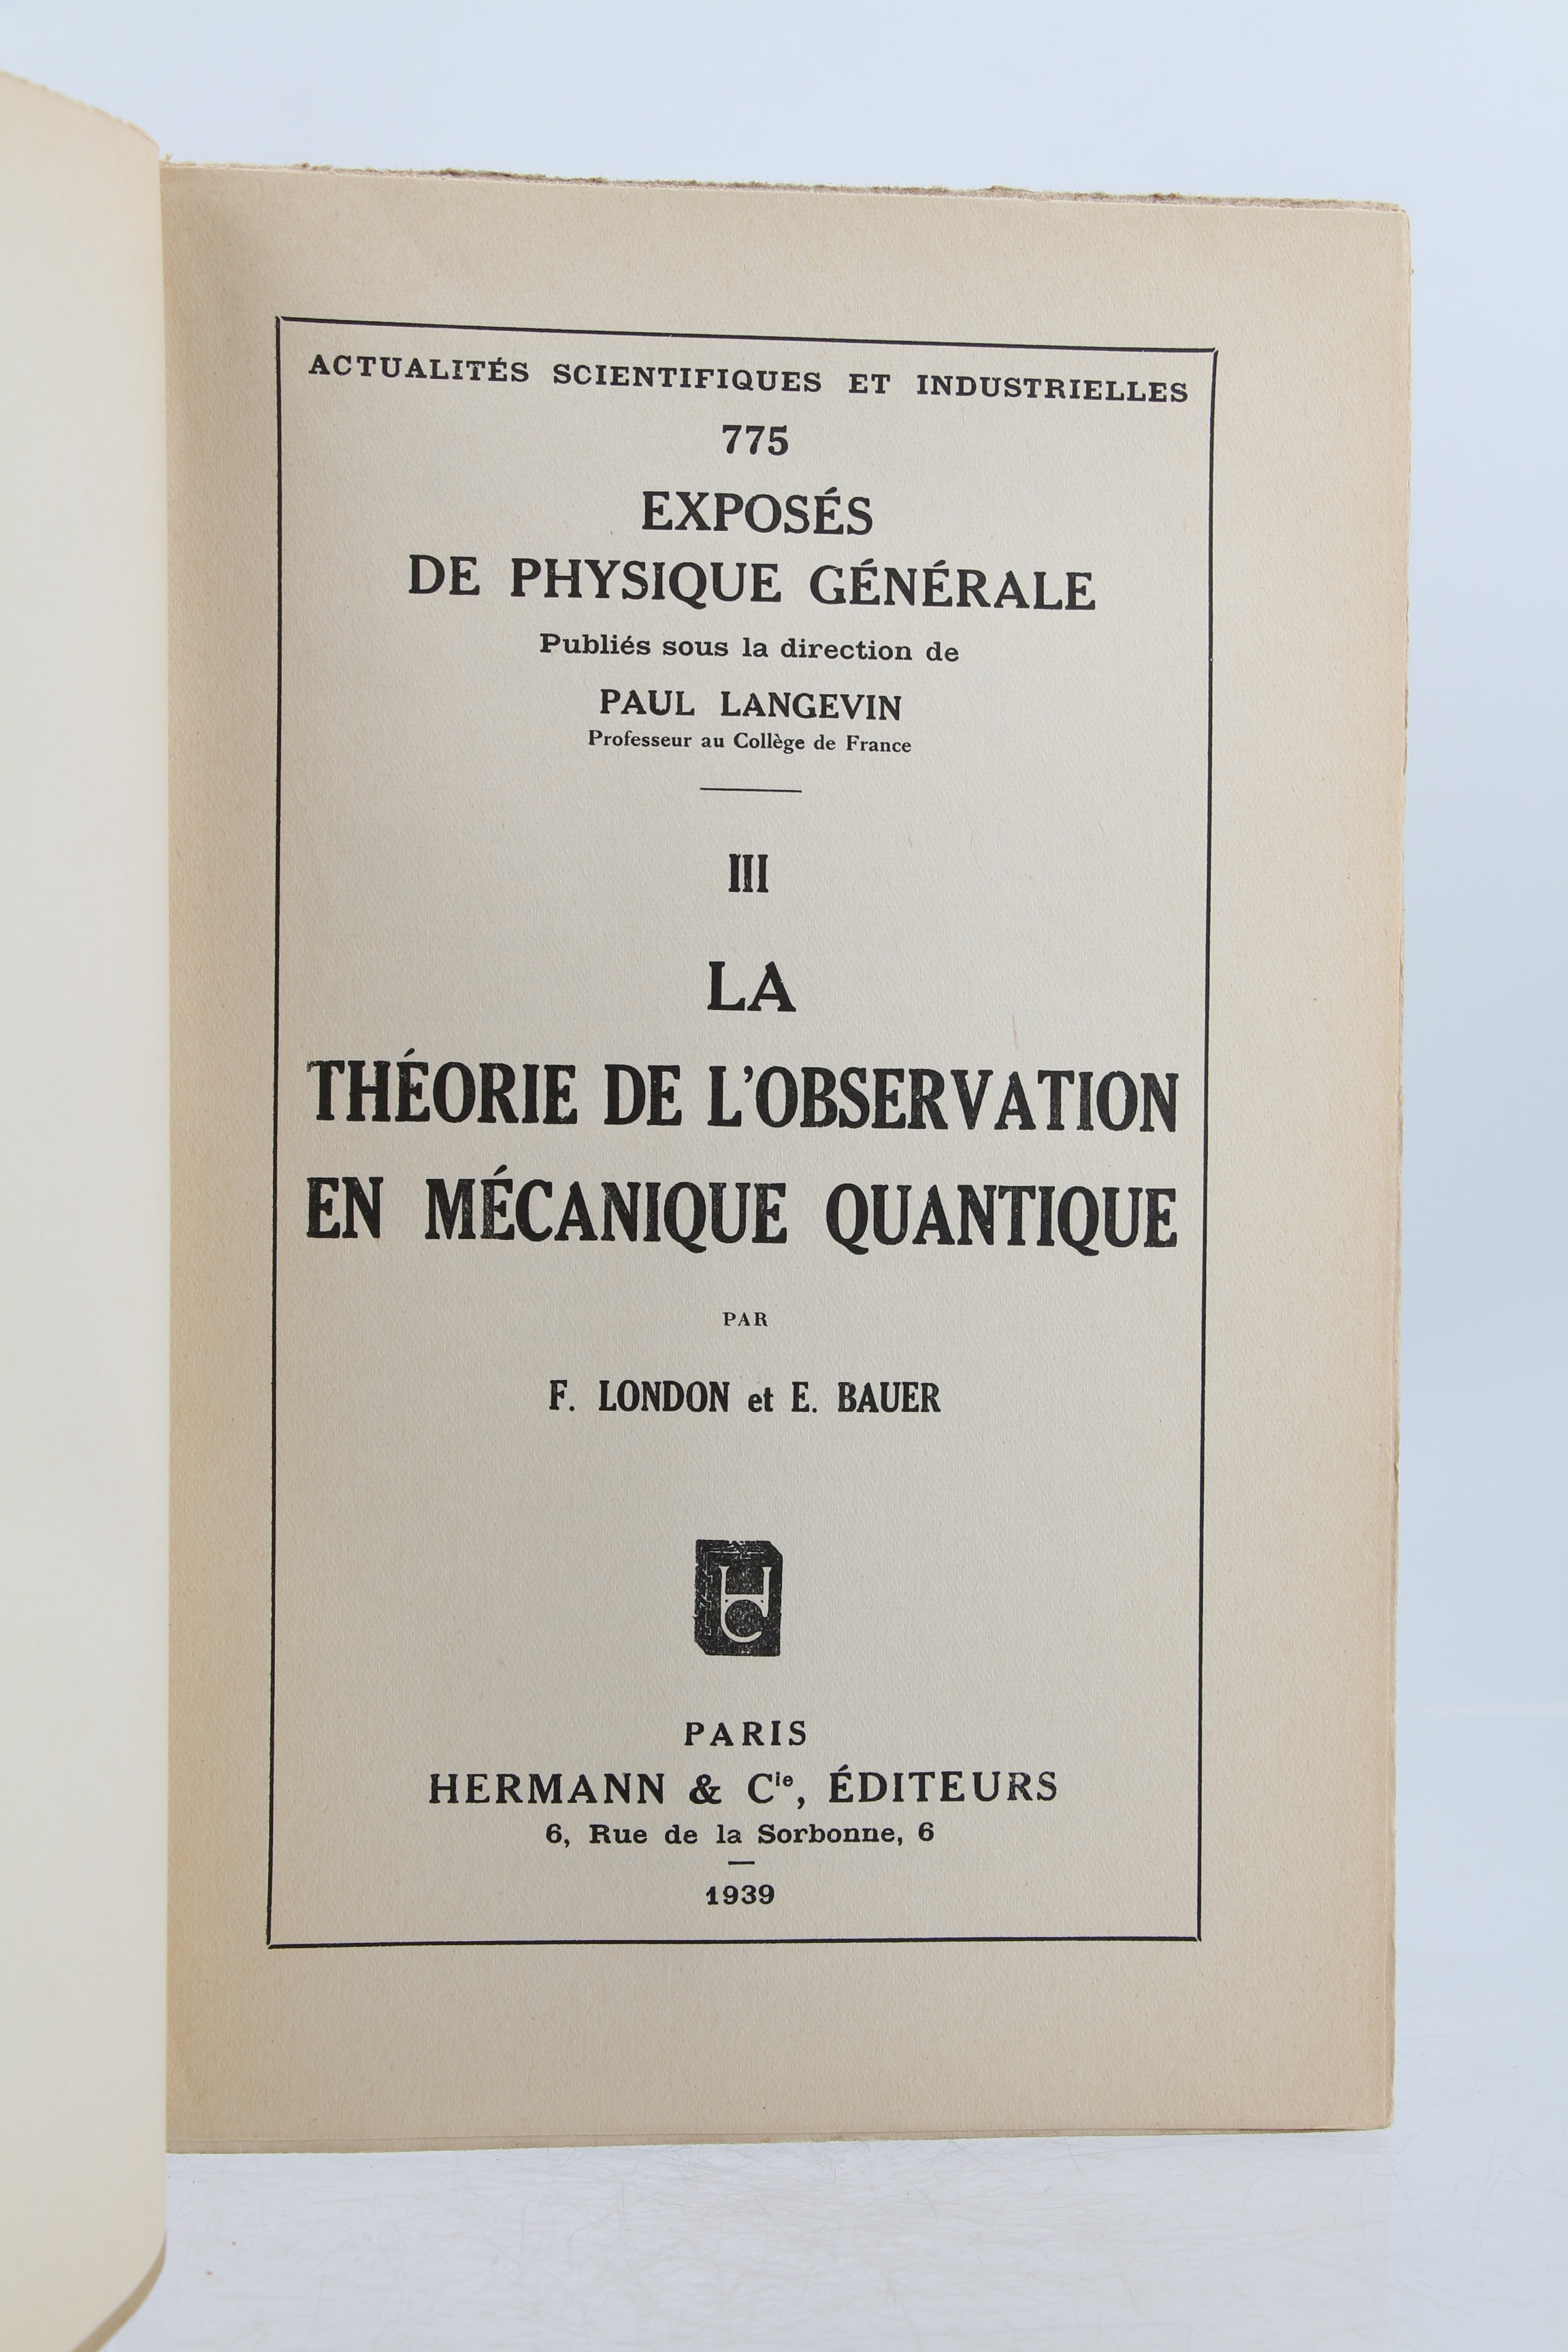 ACTUALITÉS SCIENTIFIQUES ET INDUSTRIELLES
775
EXPOSÉS
DE PHYSIQUE GÉNÉRALE
Publiés sous la direction de
PAUL LANGEVIN
Professeur au Collège de France
III
LA
THÉORIE DE L'OBSERVATION
EN MÉCANIQUE QUANTIQUE
PAR
F. LONDON et E. BAUER
HC
PARIS
HERMANN & Cie, ÉDITEURS
6, Rue de la Sorbonne, 6
1939